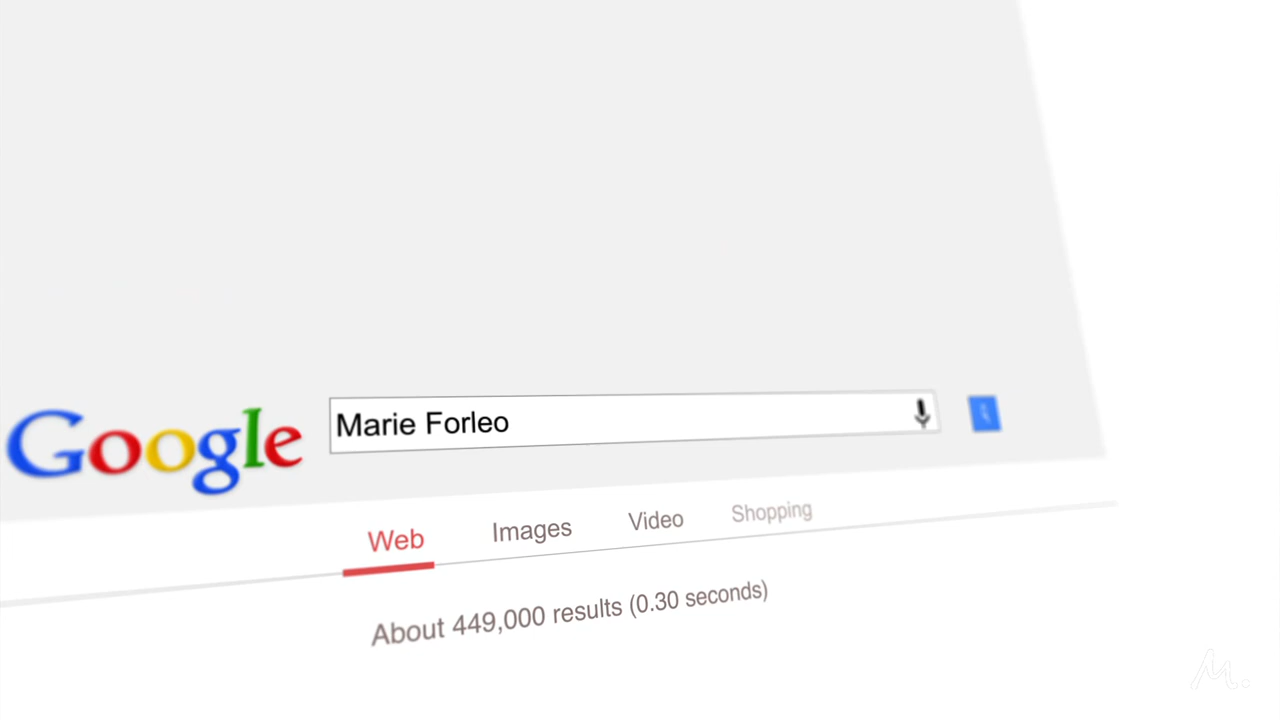 Google Marie Forleo
Web Images Video Shopping
About 449,000 results (0.30 seconds)
M.